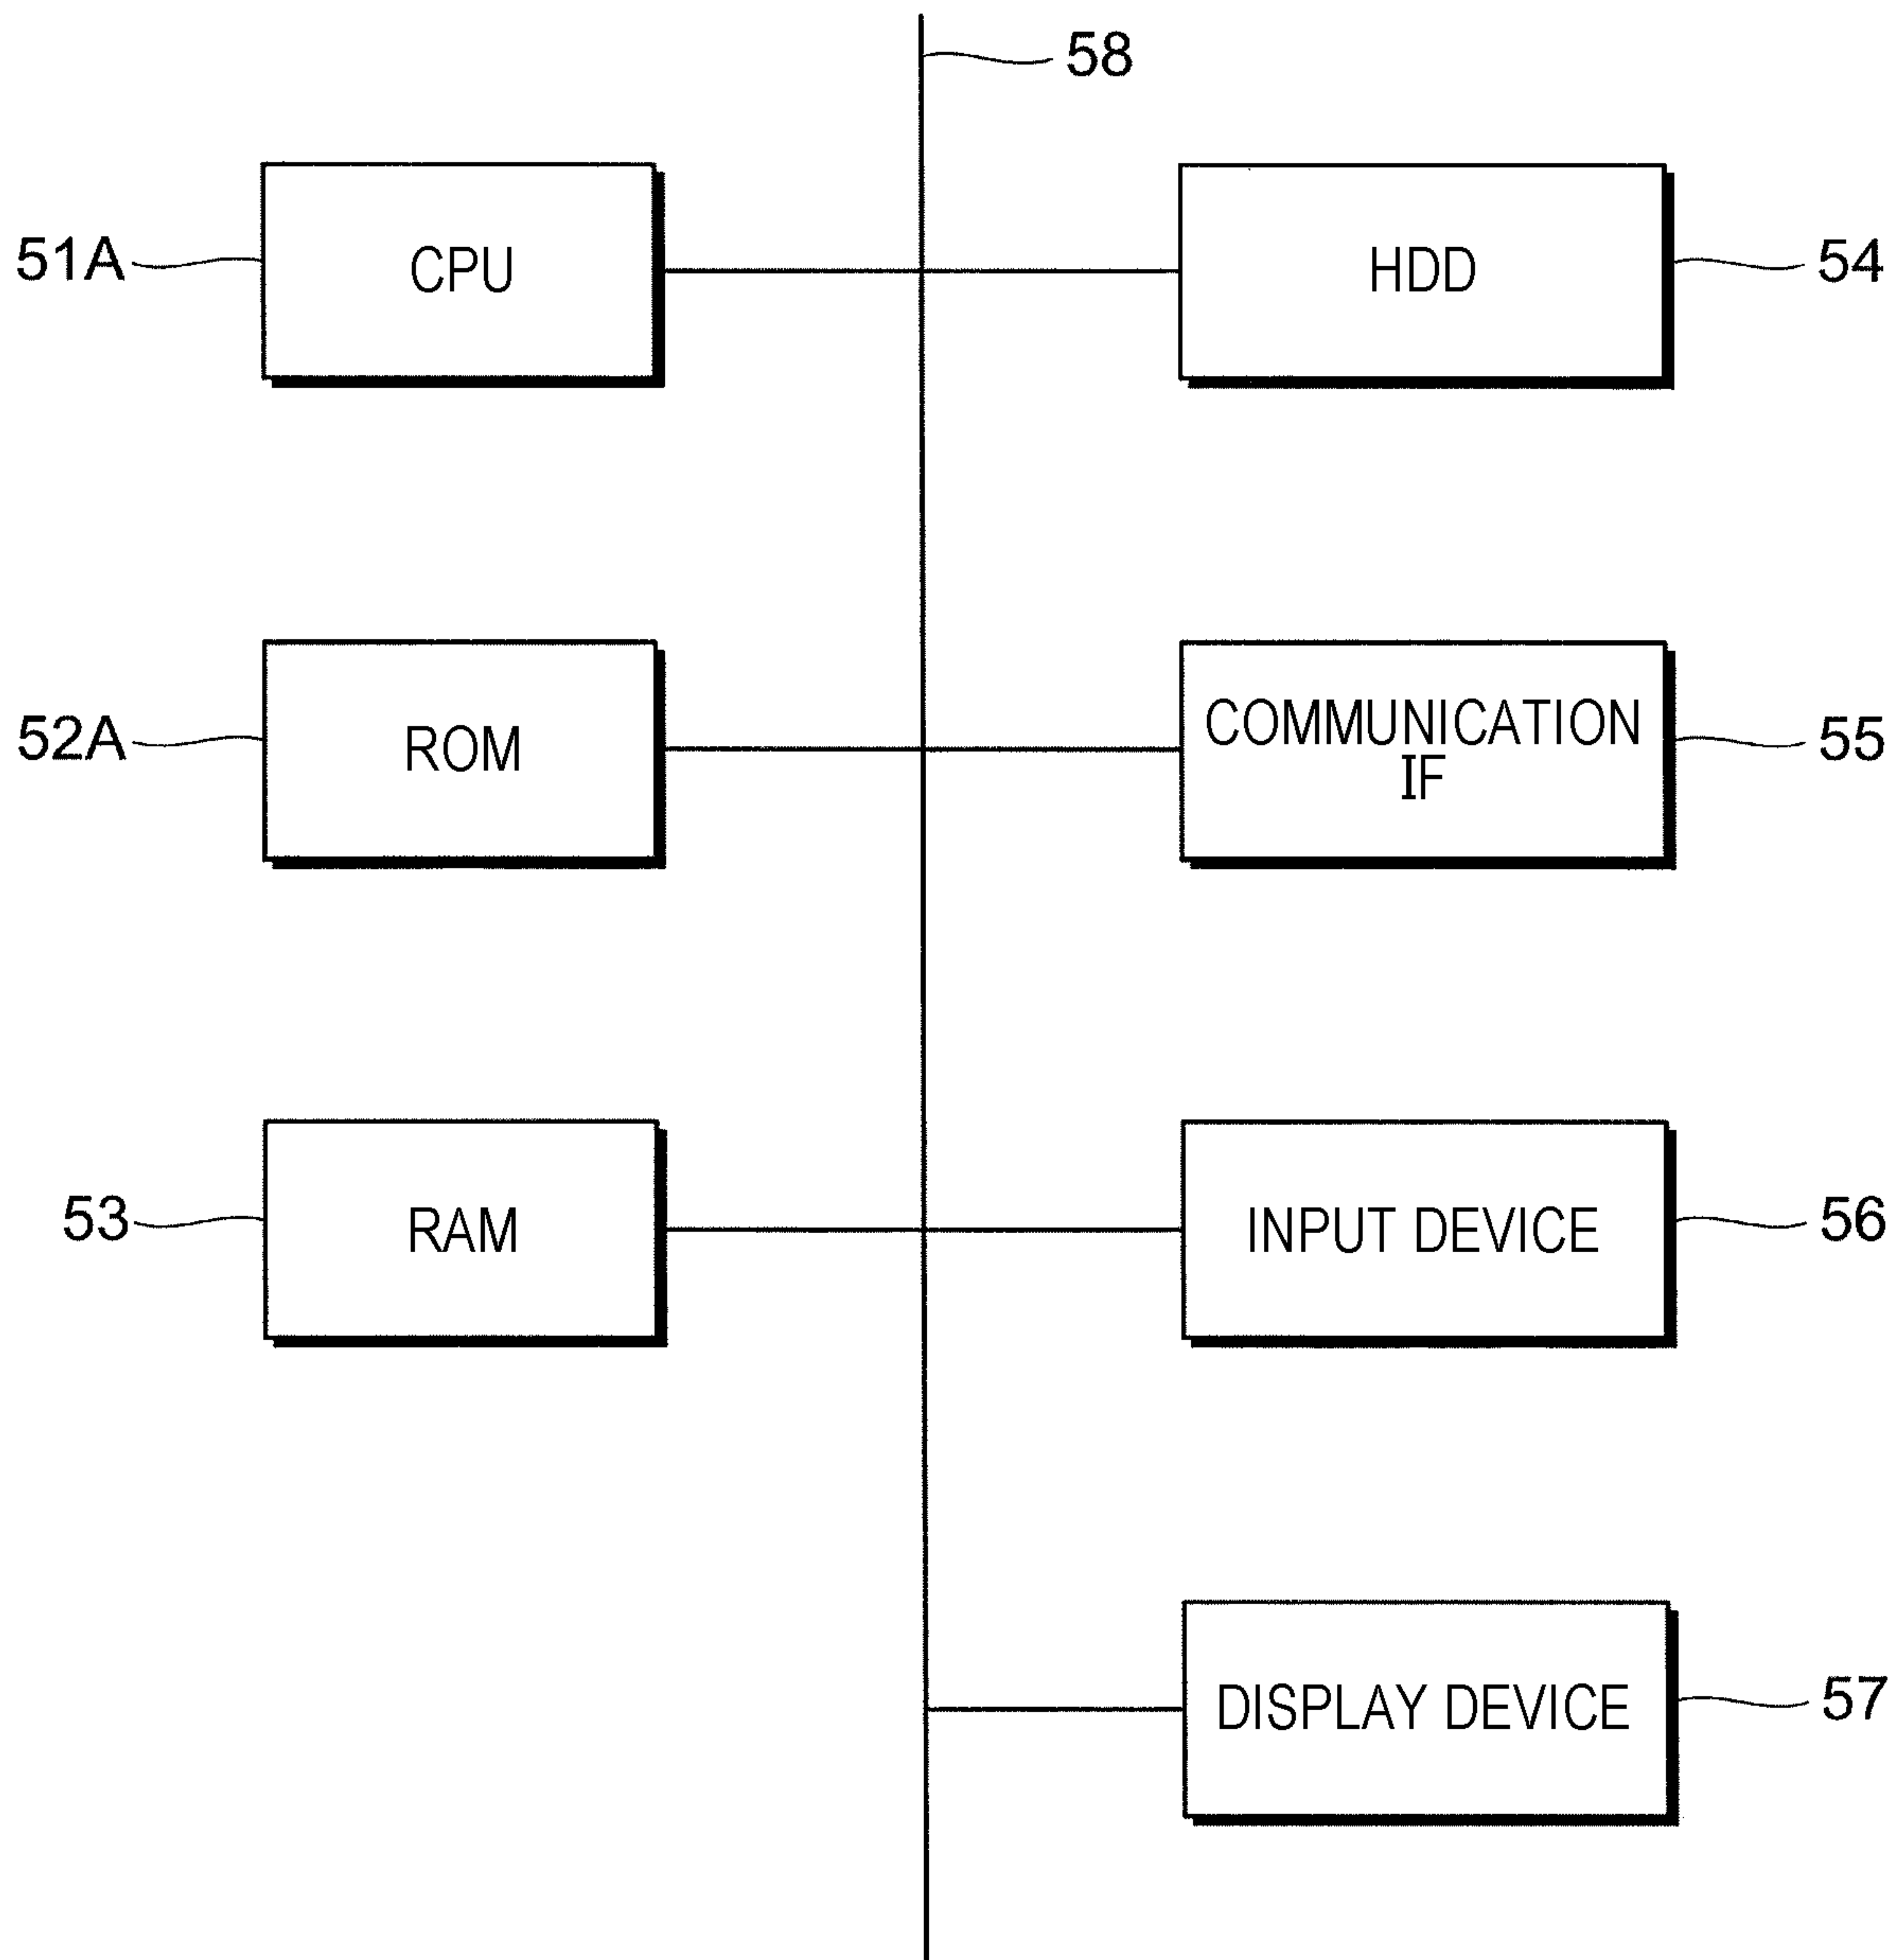 58
51A
CPU
HDD
54
52A
ROM
COMMUNICATION
IF
55
53
RAM
INPUT DEVICE
56
DISPLAY DEVICE
57